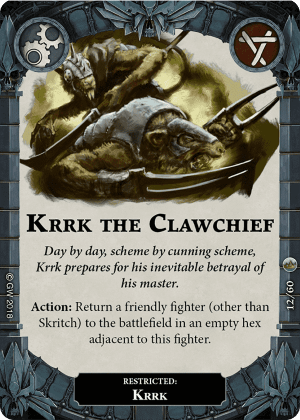 KRRK THE CLAWCHIEF
Day by day, scheme by cunning scheme,
Krrk prepares for his inevitable betrayal of
his master.
Action: Return a friendly fighter (other than
Skritch) to the battlefield in an empty hex
adjacent to this fighter.
RESTRICTED:
KRRK
© GW 2018
12/60